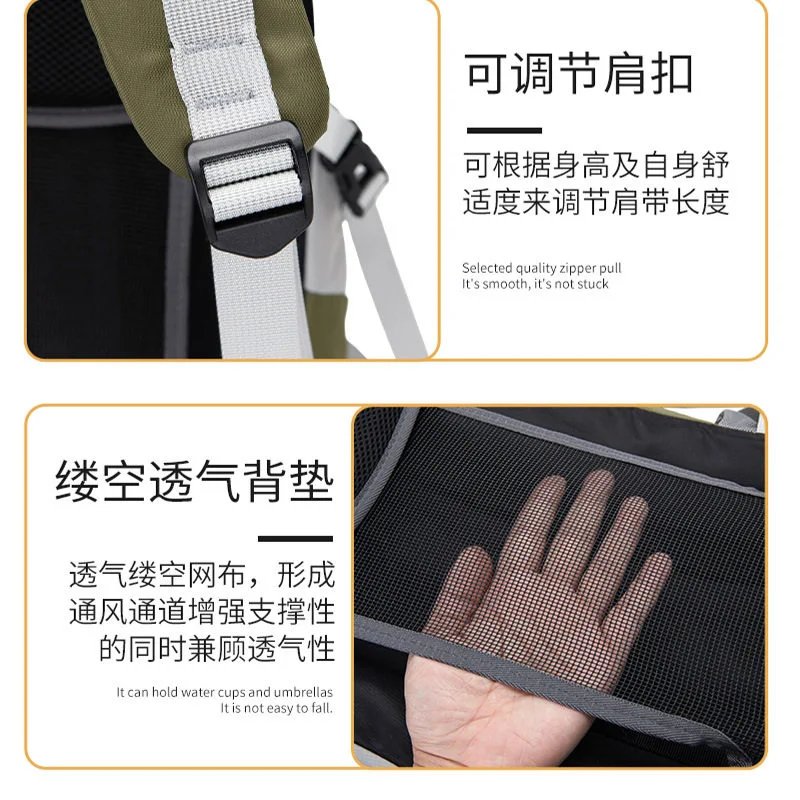 可调节肩扣
可根据身高及自身舒
适度来调节肩带长度
Selected quality zipper pull
It's smooth, it's not stuck
缕空透气背垫
透气缕空网布，形成
通风通道增强支撑性
的同时兼顾透气性
It can hold water cups and umbrellas
It is not easy to fall.